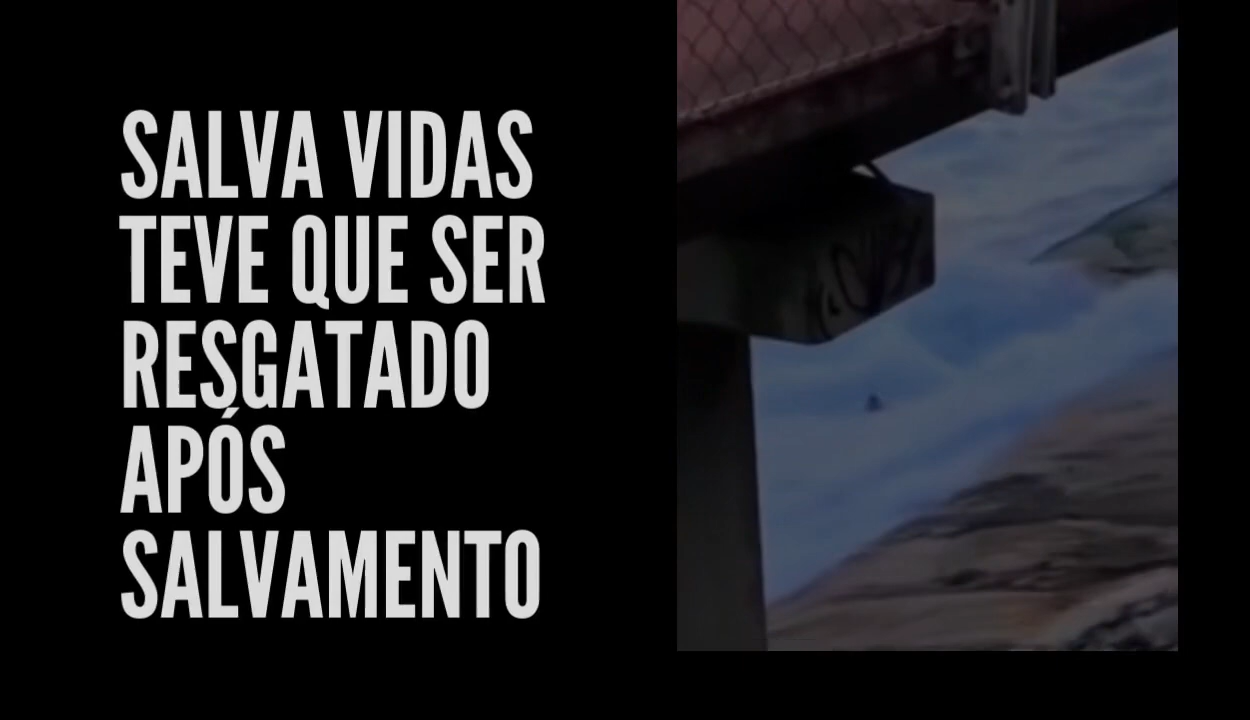 SALVA VIDAS
TEVE QUE SER
RESGATADO
APÓS
SALVAMENTO